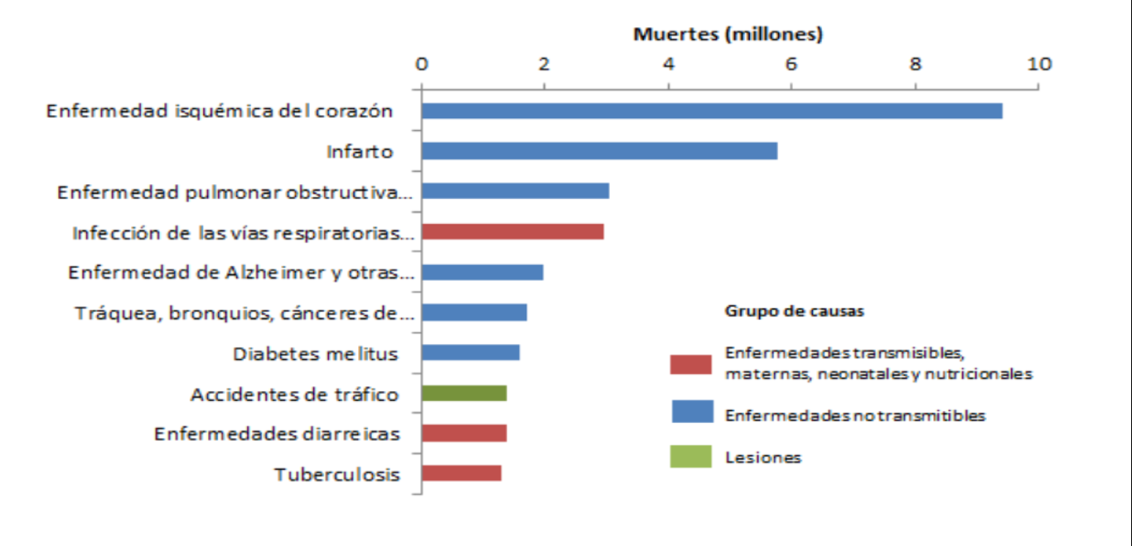 Muertes (millones)
0 2 4 6 8 10
Enfermedad isquémica del corazón
Infarto
Enfermedad pulmonar obstructiva...
Infección de las vías respiratorias...
Enfermedad de Alzheimer y otras...
Tráquea, bronquios, cánceres de...
Diabetes melitus
Accidentes de tráfico
Enfermedades diarreicas
Tuberculosis
Grupo de causas
Enfermedades transmisibles,
maternas, neonatales y nutricionales
Enfermedades no transmitibles
Lesiones